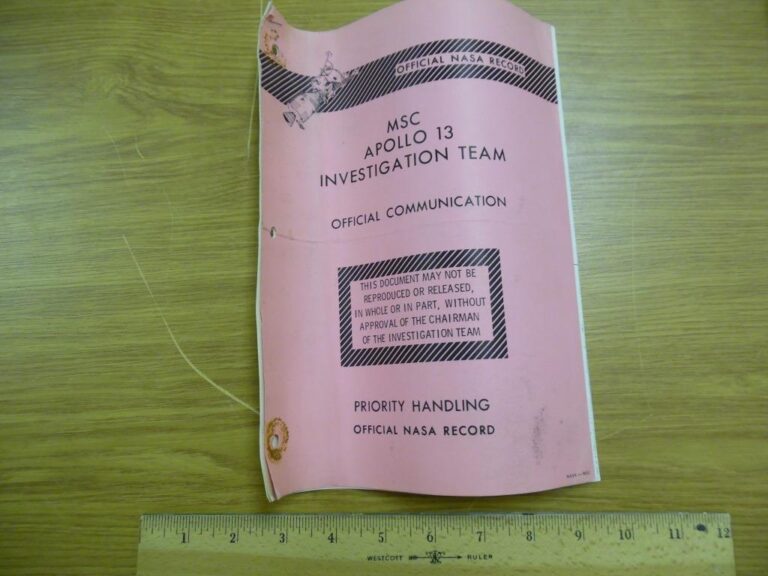 OFFICIAL NASA RECORD
MSC
APOLLO 13
INVESTIGATION TEAM
OFFICIAL COMMUNICATION
THIS DOCUMENT MAY NOT BE
REPRODUCED OR RELEASED,
IN WHOLE OR IN PART, WITHOUT
APPROVAL OF THE CHAIRMAN
OF THE INVESTIGATION TEAM
PRIORITY HANDLING
OFFICIAL NASA RECORD
NASA — MSC
1 2 3 4 5 6 7 8 9 10 11 12
WESTCOTT RULER